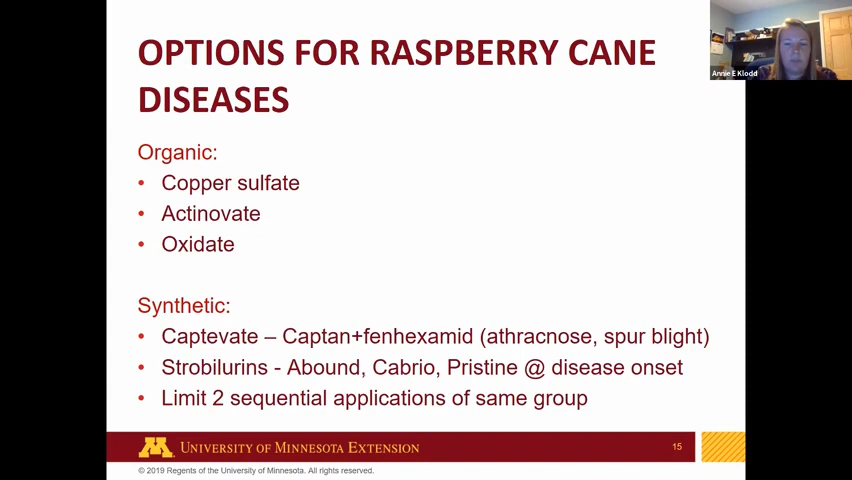 OPTIONS FOR RASPBERRY CANE
DISEASES
Annie E Klodd
Organic:
• Copper sulfate
• Actinovate
• Oxidate
Synthetic:
• Captevate – Captan+fenhexamid (athracnose, spur blight)
• Strobilurins - Abound, Cabrio, Pristine @ disease onset
• Limit 2 sequential applications of same group
M UNIVERSITY OF MINNESOTA EXTENSION
15
© 2019 Regents of the University of Minnesota. All rights reserved.